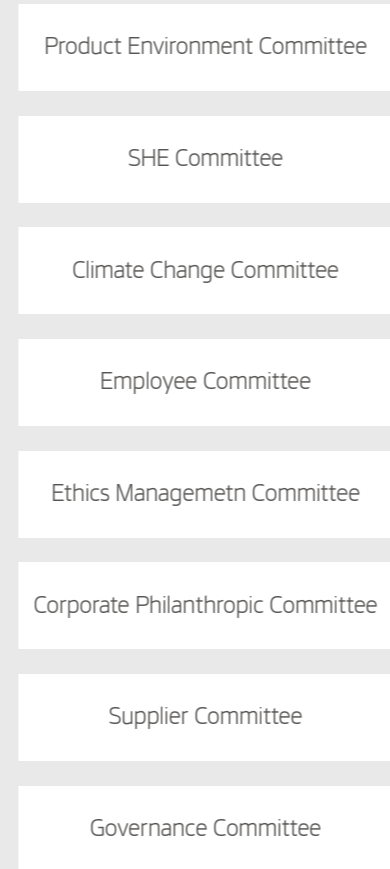 Product Environment Committee
SHE Committee
Climate Change Committee
Employee Committee
Ethics Managemetn Committee
Corporate Philanthropic Committee
Supplier Committee
Governance Committee